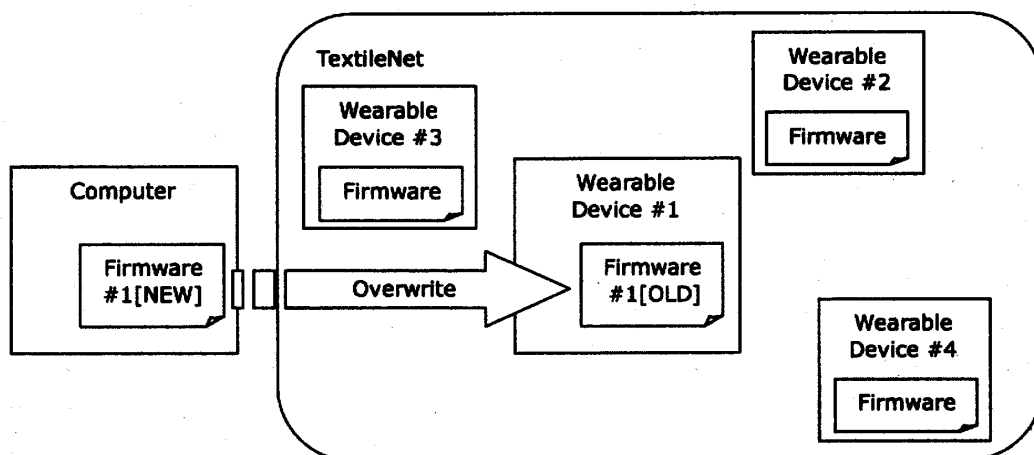 TextileNet
Wearable
Device #3
Firmware
Wearable
Device #2
Firmware
Computer
Firmware
#1[NEW]
Overwrite
Wearable
Device #1
Firmware
#1[OLD]
Wearable
Device #4
Firmware